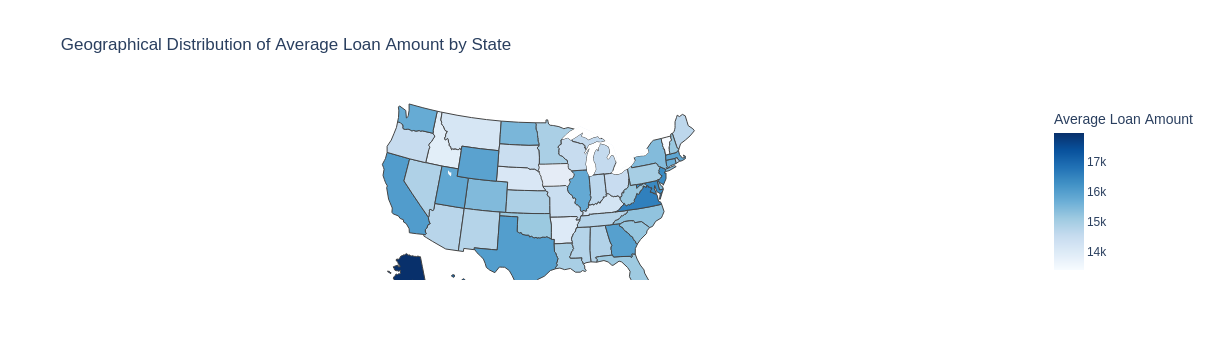 Geographical Distribution of Average Loan Amount by State
Average Loan Amount
17k
16k
15k
14k